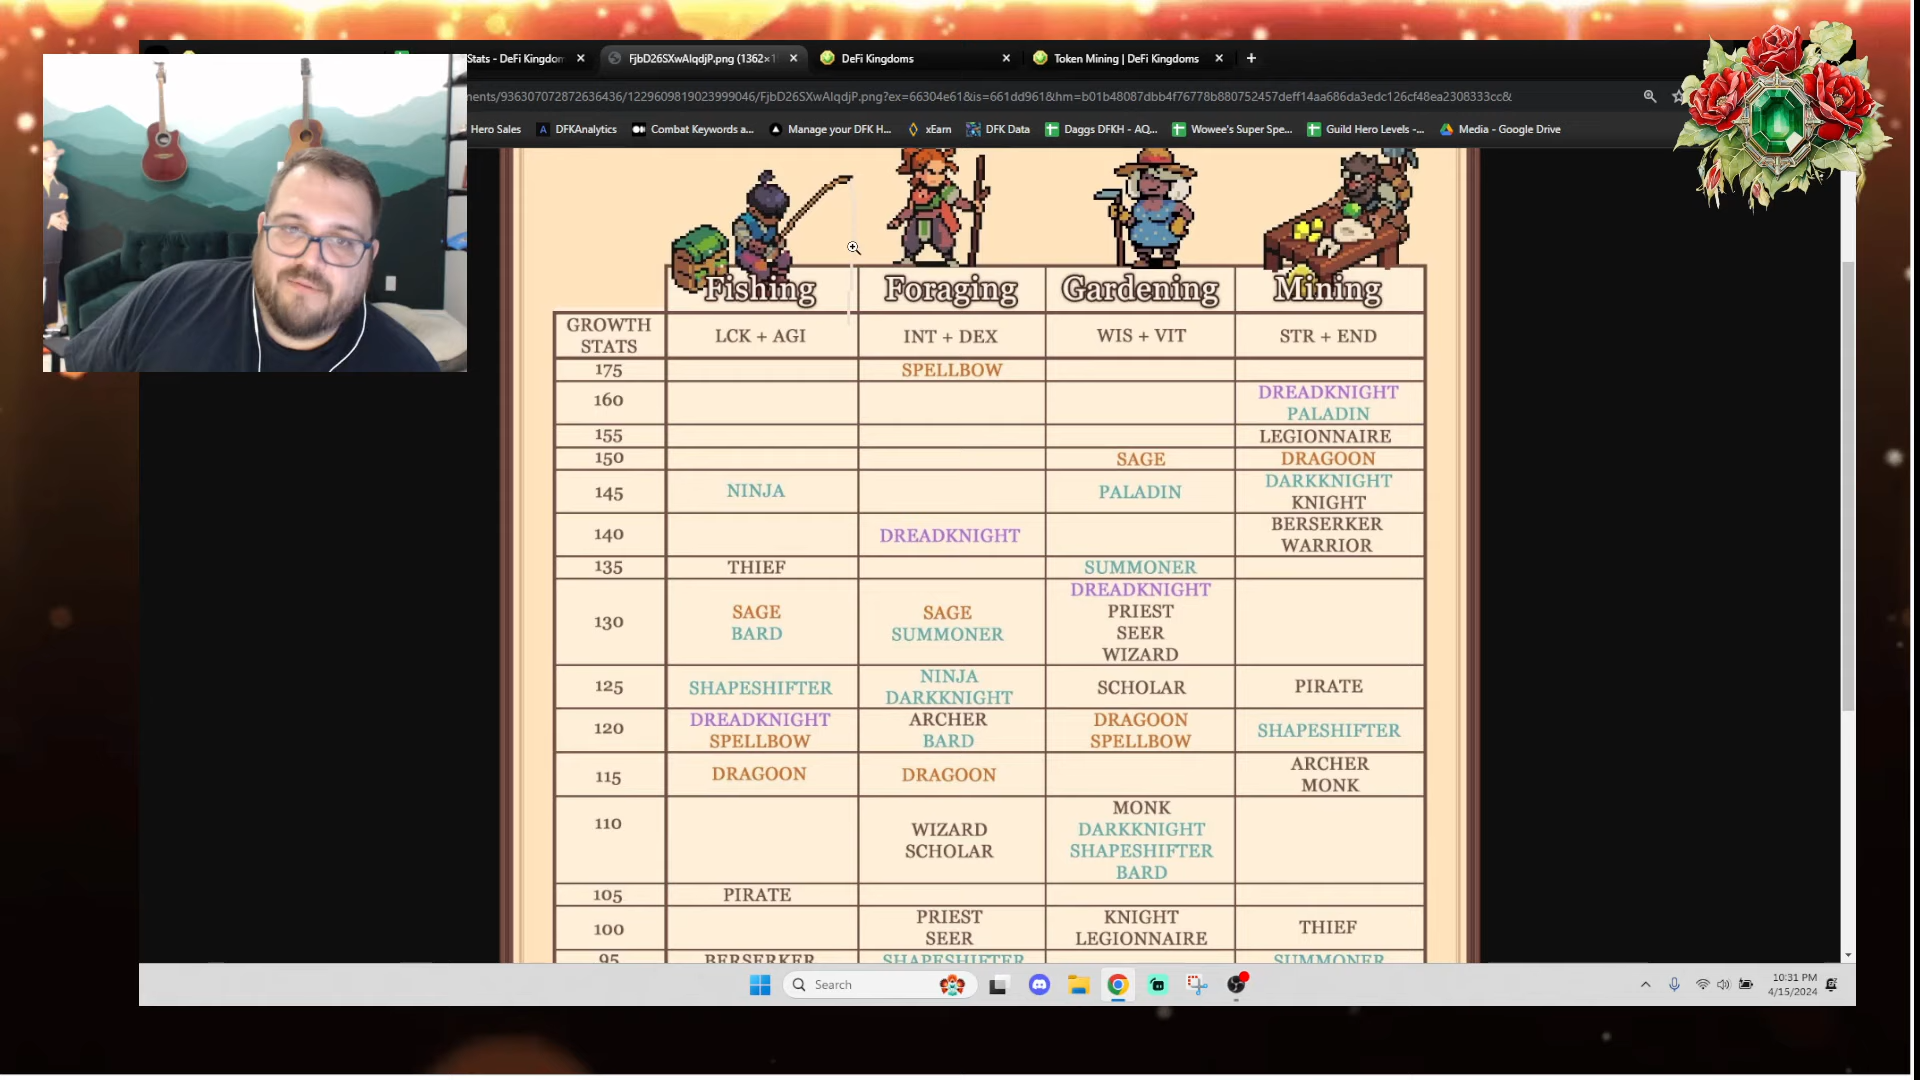 Stats - DeFi Kingdon
FjbD26SXwAlqdjP.png (1362×1
DeFi Kingdoms
Token Mining | DeFi Kingdoms
ments/936307072872636436/1229609819023999046/FjbD26SXwAlqdjP.png?ex=66304e61&is=661dd961&hm=b01b48087dbb4f76778b880752457deff14aa686da3edc126cf48ea2308333cc&
Hero Sales
DFKAnalytics
Combat Keywords a...
Manage your DFK H...
xEarn
DFK Data
Daggs DFKH - AQ...
Wowee's Super Spe...
Guild Hero Levels -...
Media - Google Drive
Fishing Foraging Gardening Mining
GROWTH
STATS
LCK + AGI INT + DEX WIS + VIT STR + END
175 SPELLBOW
160 DREADKNIGHT
PALADIN
155 LEGIONNAIRE
150 SAGE DRAGOON
145 NINJA PALADIN DARKKNIGHT
KNIGHT
140 DREADKNIGHT BERSERKER
WARRIOR
135 THIEF SUMMONER
130 SAGE
BARD
SAGE
SUMMONER
DREADKNIGHT
PRIEST
SEER
WIZARD
125 SHAPESHIFTER NINJA
DARKKNIGHT
SCHOLAR PIRATE
120 DREADKNIGHT
SPELLBOW
ARCHER
BARD
DRAGOON
SPELLBOW
SHAPESHIFTER
115 DRAGOON DRAGOON ARCHER
MONK
110 WIZARD
SCHOLAR
MONK
DARKKNIGHT
SHAPESHIFTER
BARD
105 PIRATE
100 PRIEST
SEER
KNIGHT
LEGIONNAIRE
THIEF
95 BERSERKER SHAPESHIFTER SUMMONER
Search
10:31 PM
4/15/2024